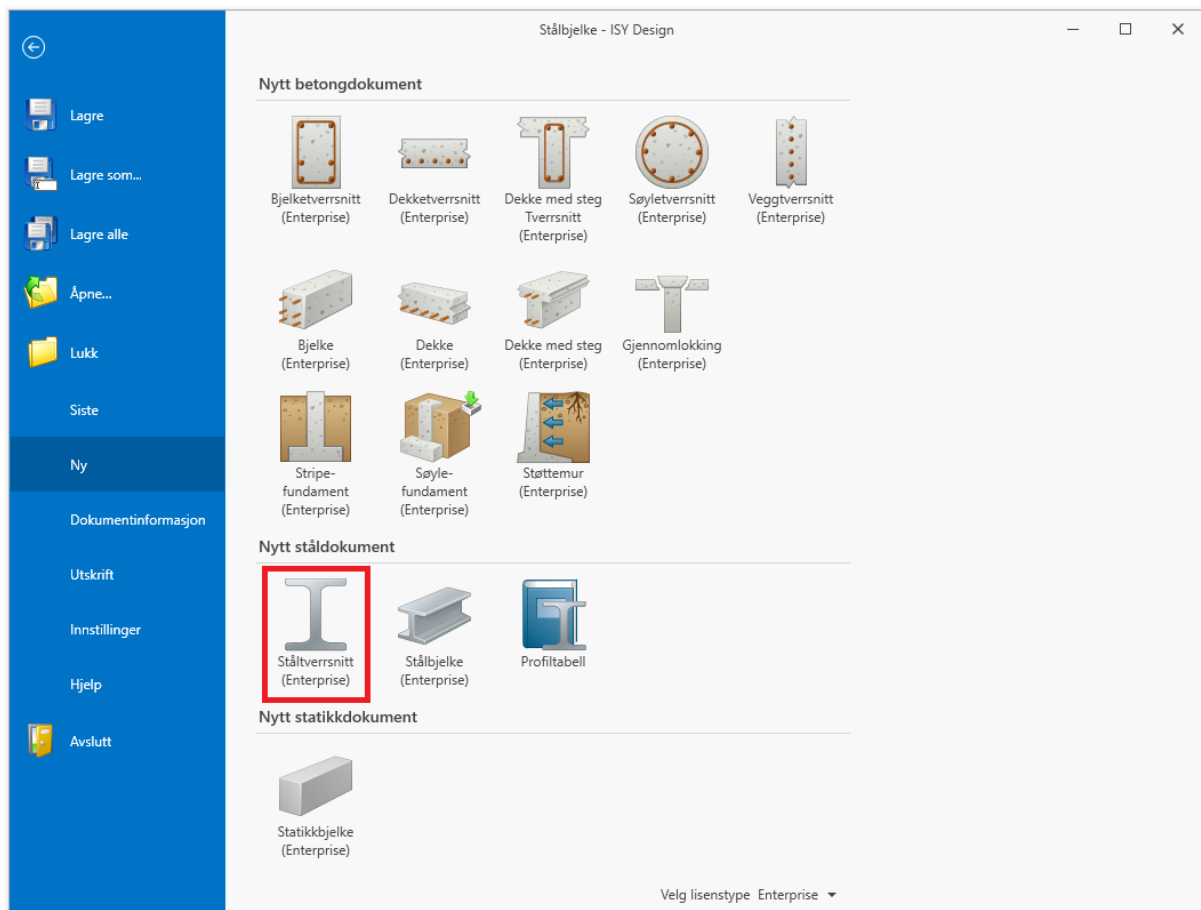 Stålbjelke - ISY Design
Lagre
Lagre som...
Lagre alle
Åpne...
Lukk
Siste
Ny
Dokumentinformasjon
Utskrift
Innstillinger
Hjelp
Avslutt
Nytt betongdokument
Bjelketverrsnitt
(Enterprise)
Dekketverrsnitt
(Enterprise)
Dekke med steg
Tverrsnitt
(Enterprise)
Søyletverrsnitt
(Enterprise)
Veggtverrsnitt
(Enterprise)
Bjelke
(Enterprise)
Dekke
(Enterprise)
Dekke med steg
(Enterprise)
Gjennomlokking
(Enterprise)
Stripe-
fundament
(Enterprise)
Søyle-
fundament
(Enterprise)
Støttemur
(Enterprise)
Nytt ståldokument
Ståltverrsnitt
(Enterprise)
Stålbjelke
(Enterprise)
Profiltabell
Nytt statikkdokument
Statikkbjelke
(Enterprise)
Velg lisenstype Enterprise